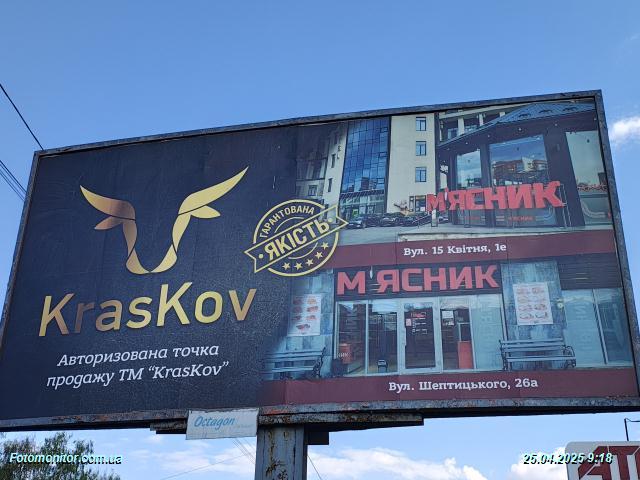 ГАРАНТОВАНА
ЯКІСТЬ
KrasKov
Авторизована точка
продажу ТМ "KrasKov"
М'ЯСНИК
М'ЯСНИК
Вул. 15 Квітня, 1е
М ЯСНИК
Вул. Шептицького, 26а
Octagon
Fotomonitor.com.ua
25.04.2025 9:18